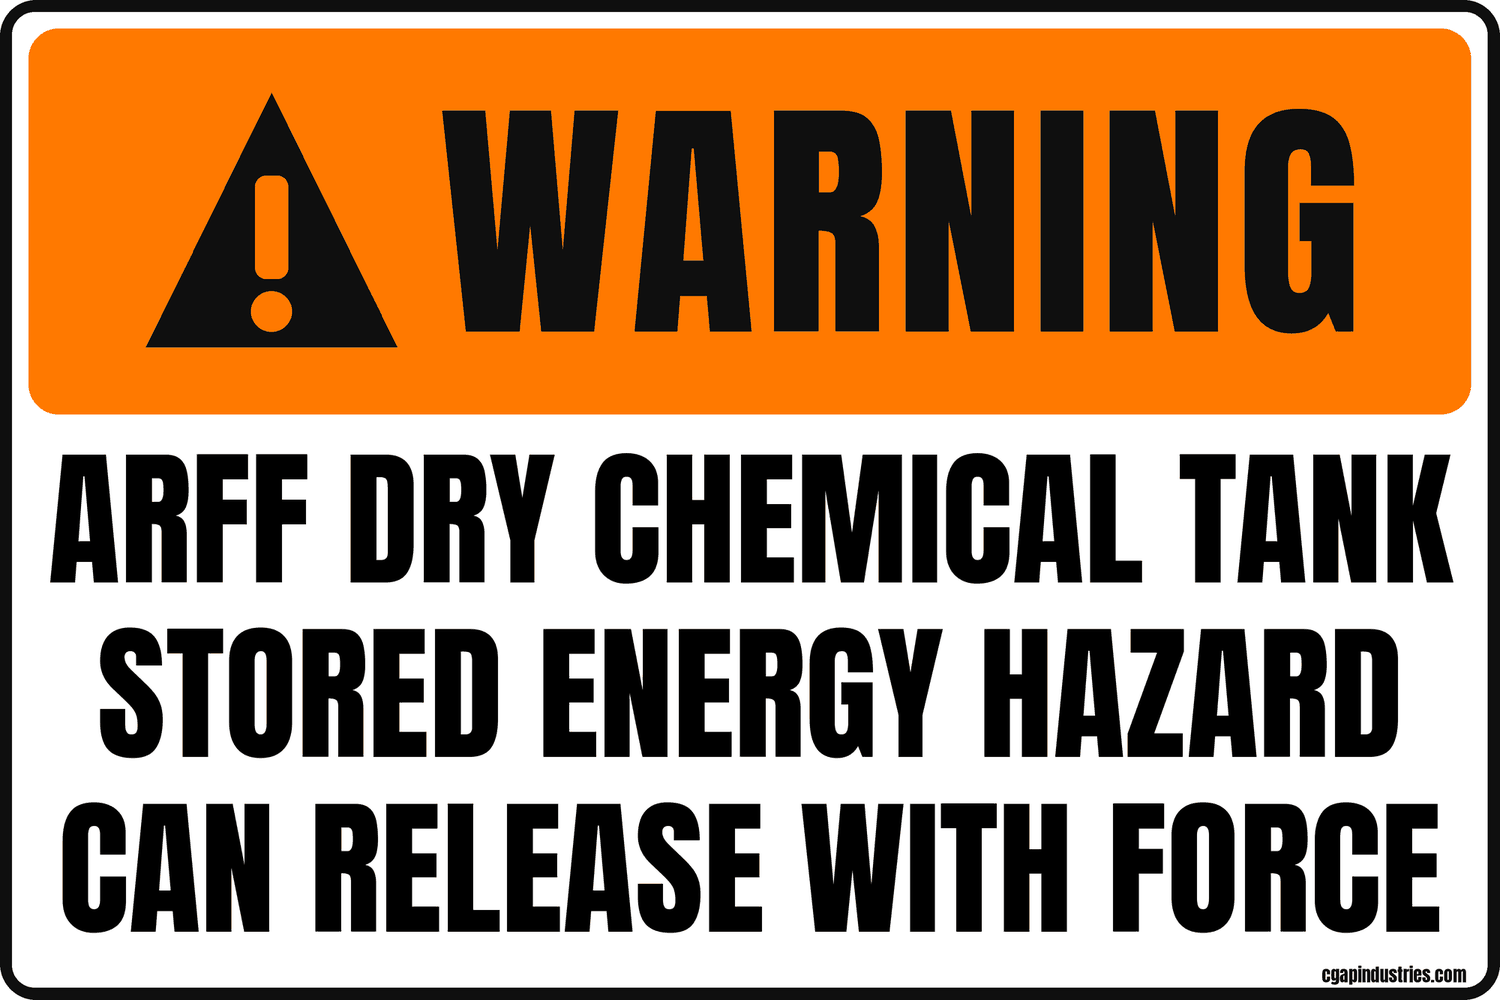 WARNING
ARFF DRY CHEMICAL TANK
STORED ENERGY HAZARD
CAN RELEASE WITH FORCE
cgapindustries.com